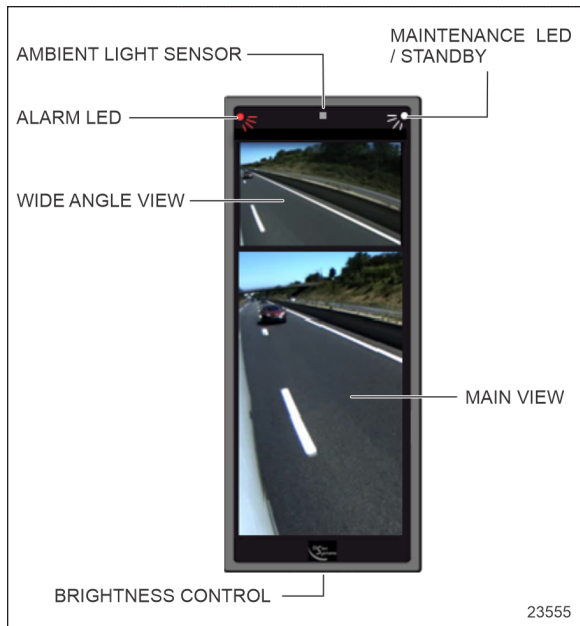 MAINTENANCE LED
/ STANDBY
AMBIENT LIGHT SENSOR
ALARM LED
WIDE ANGLE VIEW
MAIN VIEW
BRIGHTNESS CONTROL
23555